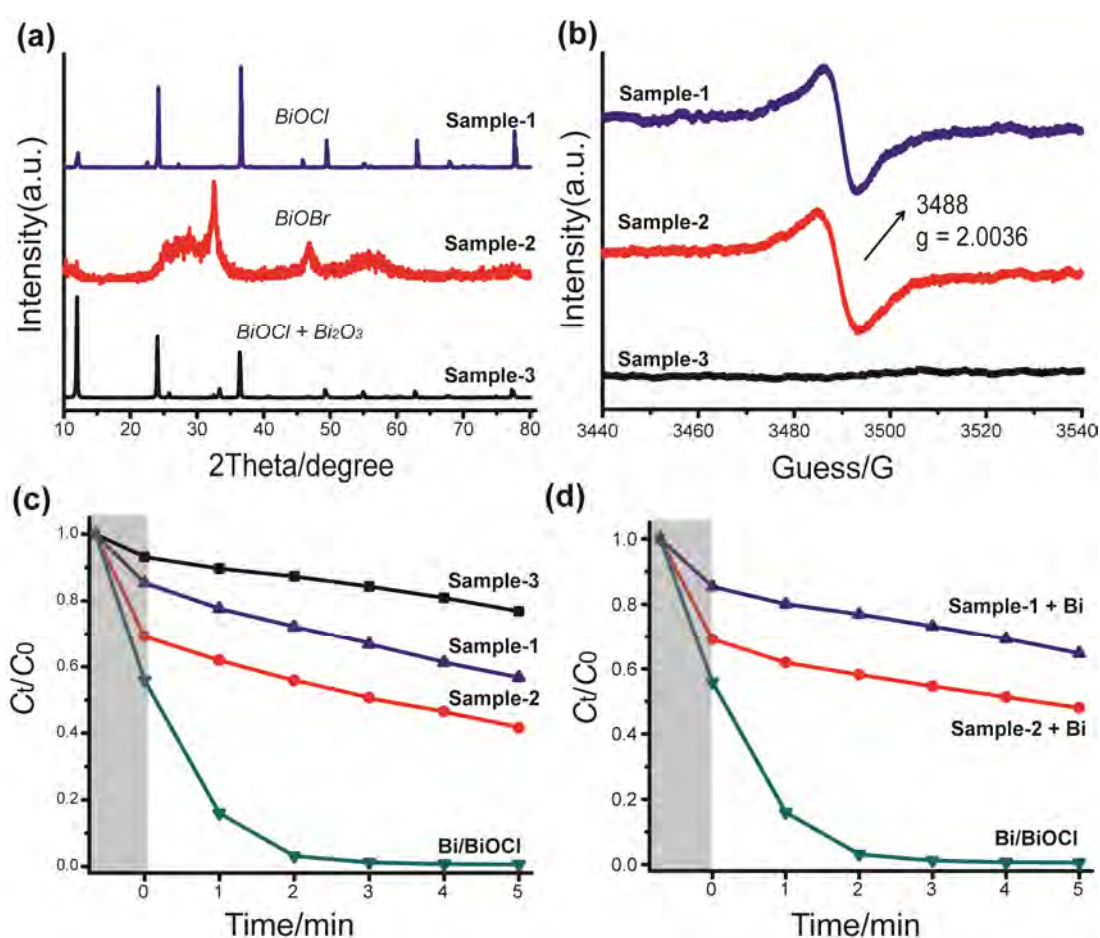 (a)
Intensity(a.u.)
BiOCl
Sample-1
BiOBr
Sample-2
BiOCl + Bi₂O₃
Sample-3
10 20 30 40 50 60 70 80
2Theta/degree
(b)
Intensity(a.u.)
Sample-1
Sample-2
3488
g = 2.0036
Sample-3
3440 3460 3480 3500 3520 3540
Guess/G
(c)
Ct/C0
1.0
0.8
0.6
0.4
0.2
0.0
Sample-3
Sample-1
Sample-2
Bi/BiOCl
0 1 2 3 4 5
Time/min
(d)
Ct/C0
1.0
0.8
0.6
0.4
0.2
0.0
Sample-1 + Bi
Sample-2 + Bi
Bi/BiOCl
0 1 2 3 4 5
Time/min